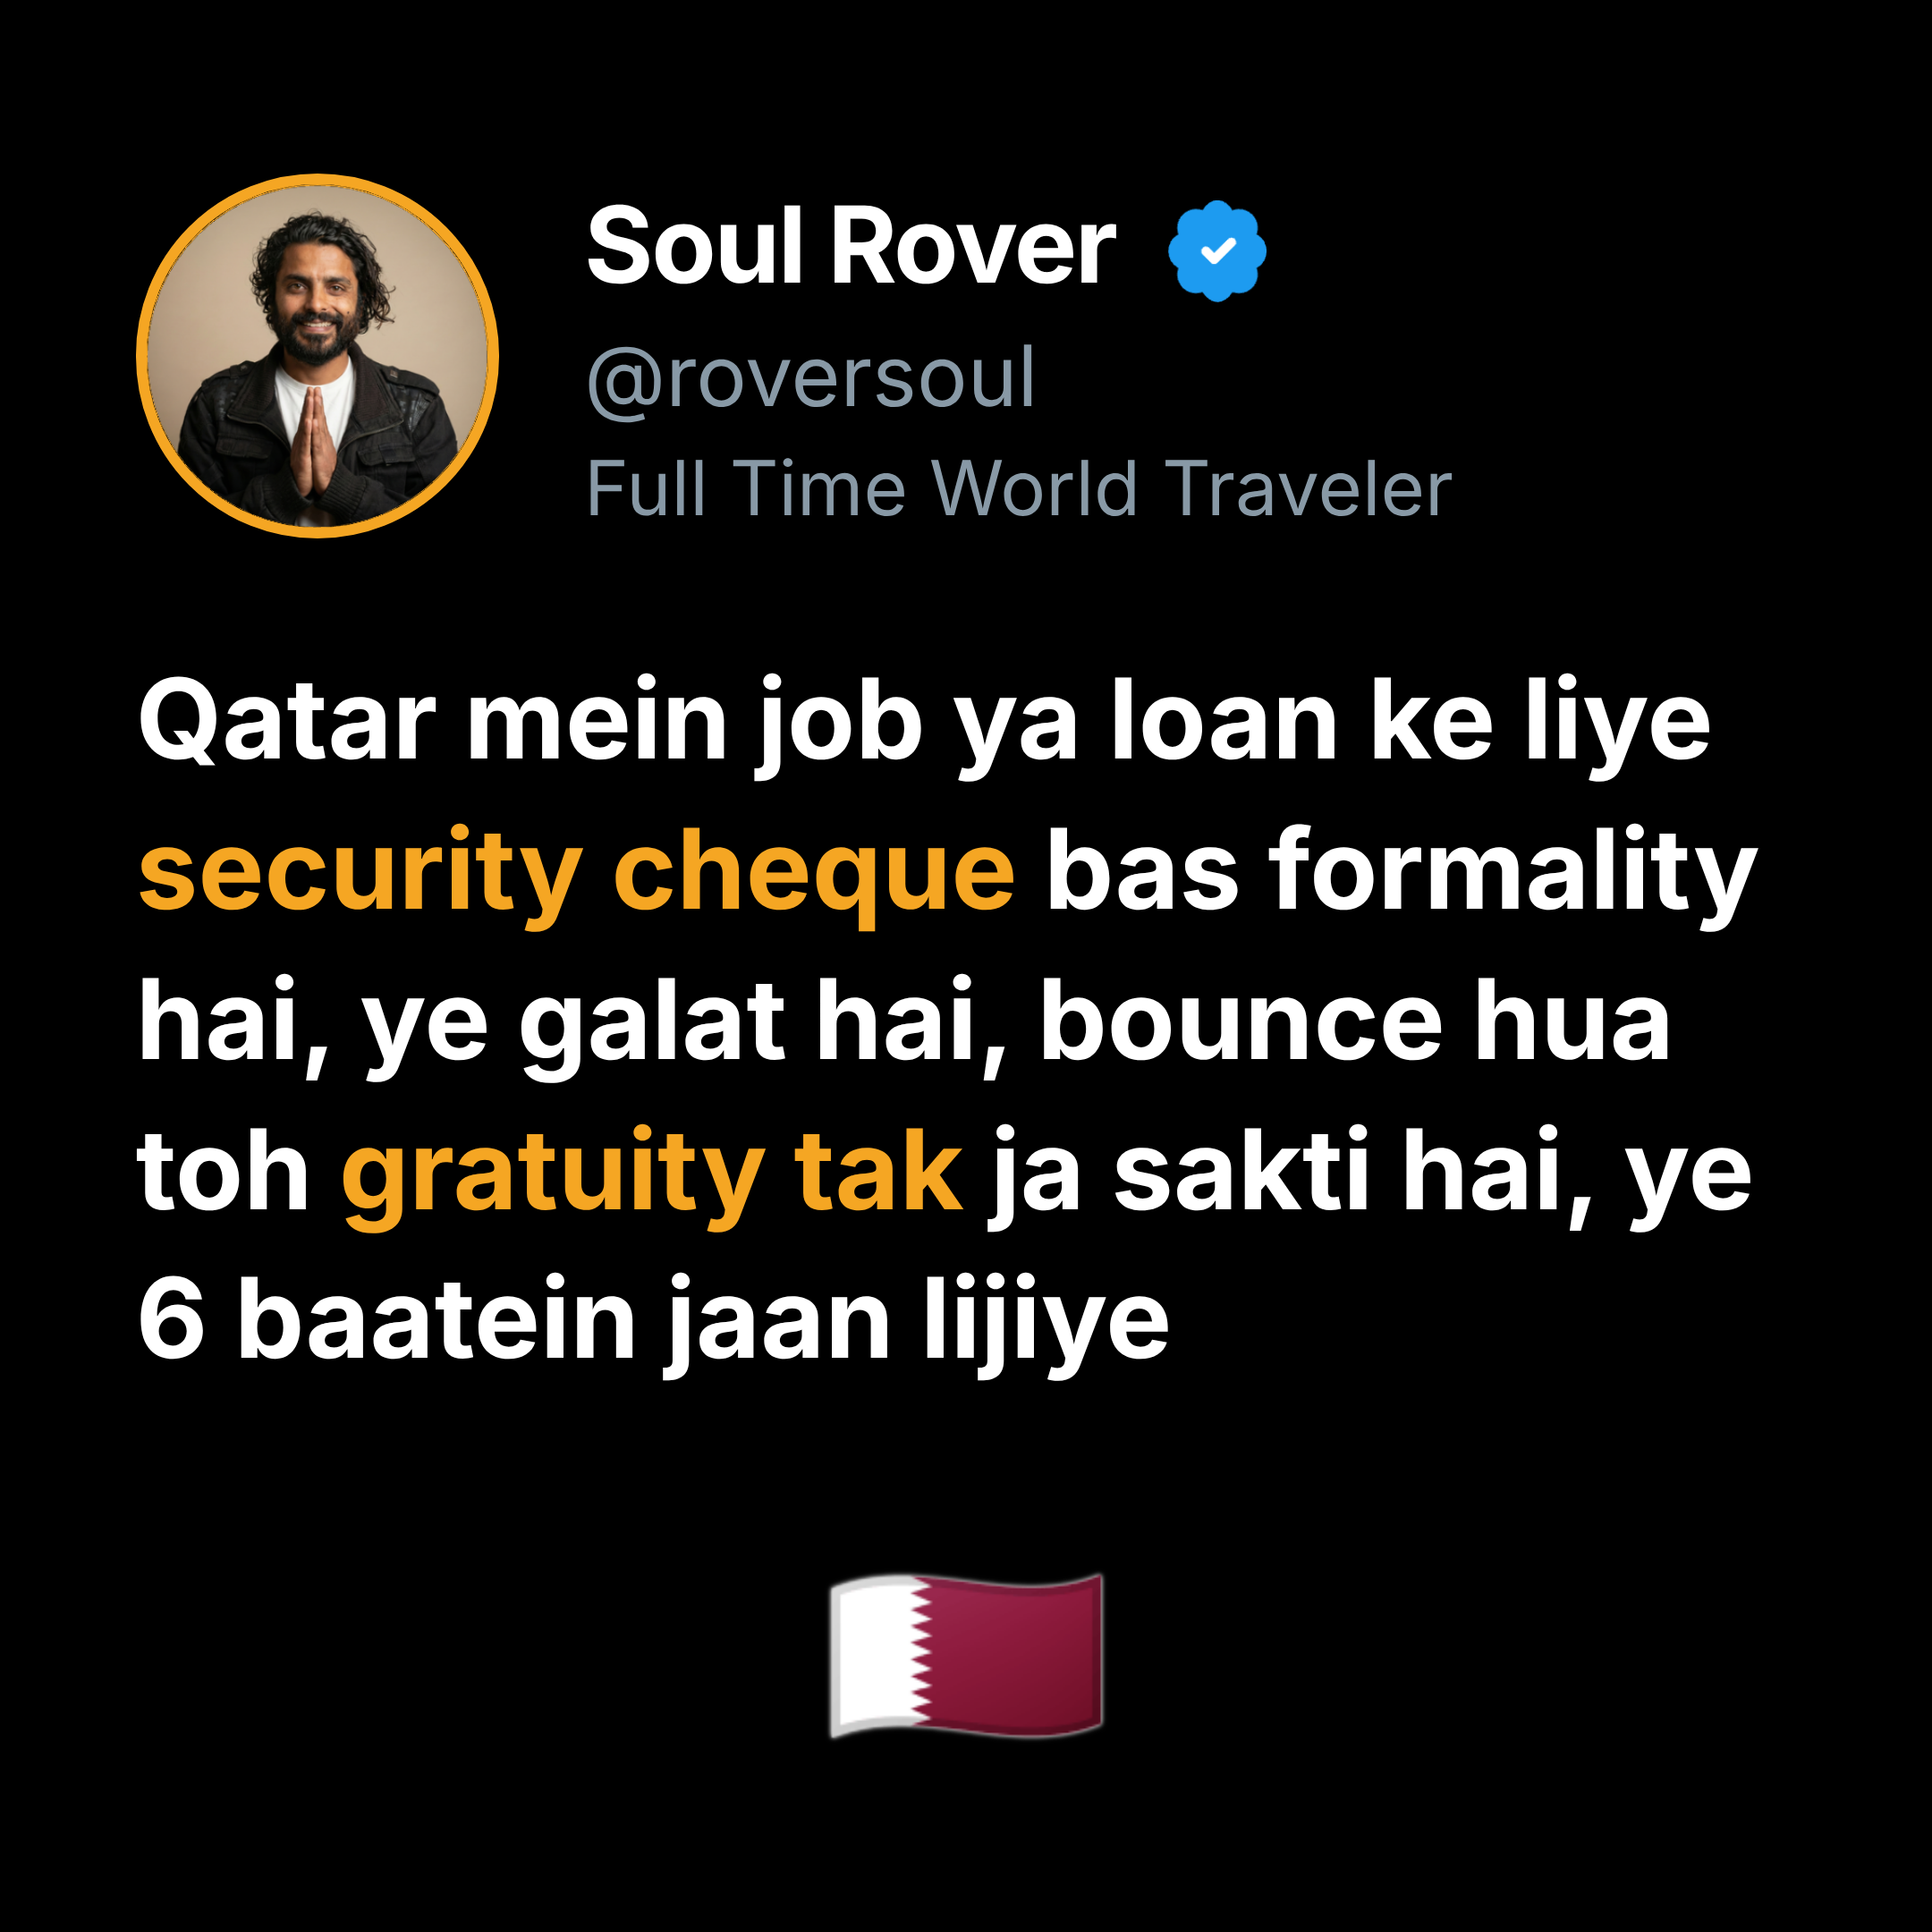 Soul Rover
@roversoul
Full Time World Traveler
Qatar mein job ya loan ke liye
security cheque bas formality
hai, ye galat hai, bounce hua
toh gratuity tak ja sakti hai, ye
6 baatein jaan lijiye